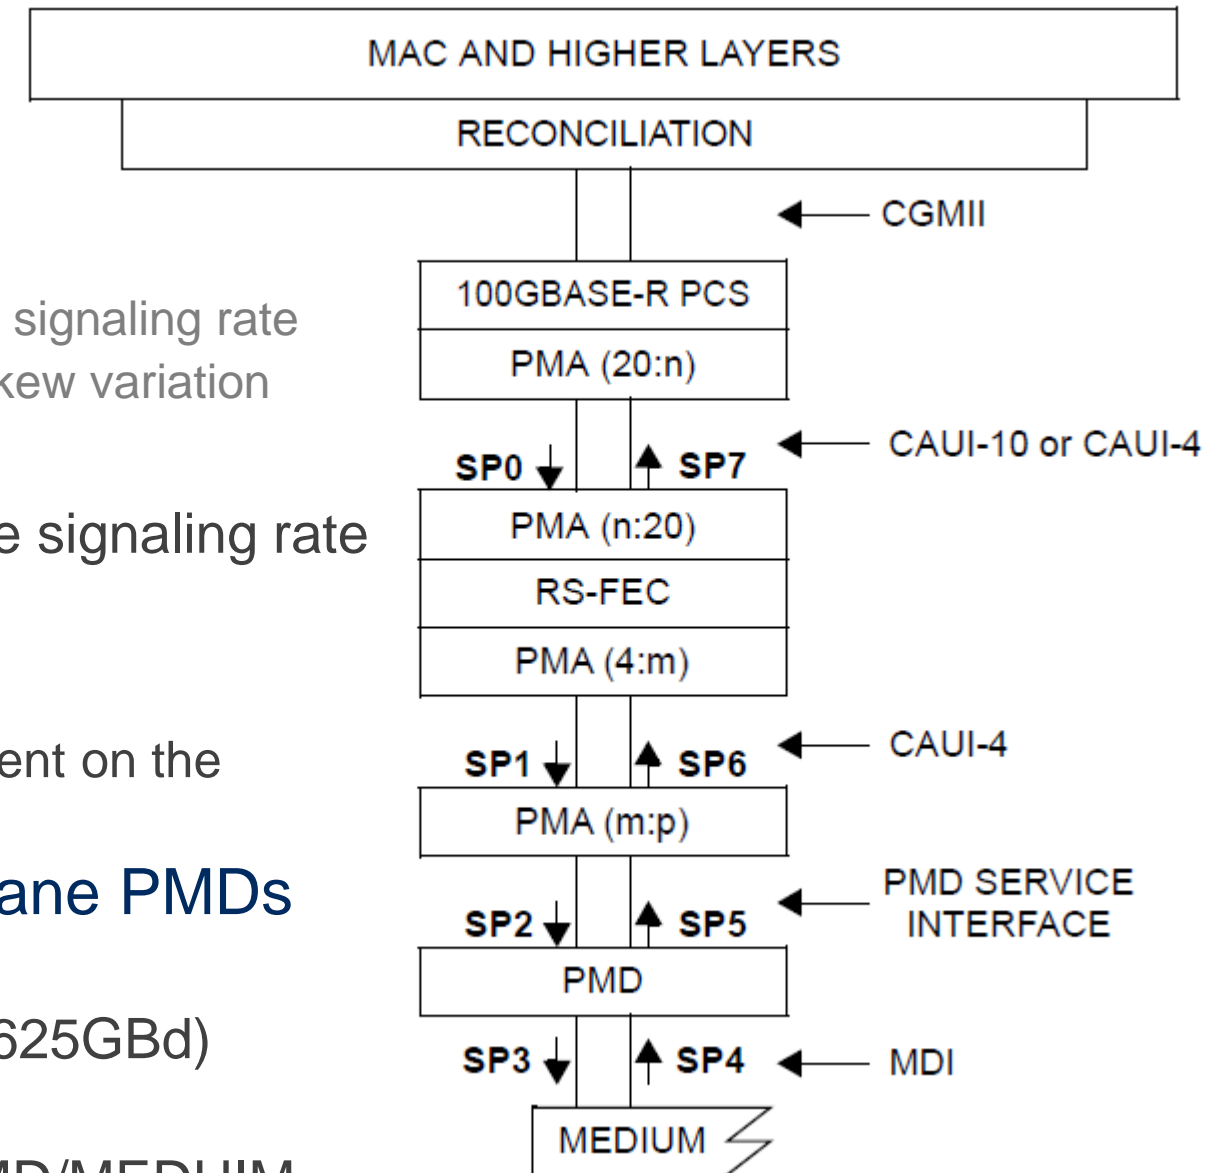 MAC AND HIGHER LAYERS
RECONCILIATION
CGMII
100GBASE-R PCS
signaling rate
PMA (20:n)
kew variation
CAUI-10 or CAUI-4
SP0 SP7
PMA (n:20)
e signaling rate
RS-FEC
PMA (4:m)
ent on the
CAUI-4
SP1 SP6
PMA (m:p)
ane PMDs
PMD SERVICE
INTERFACE
SP2 SP5
PMD
625GBd)
SP3 SP4
MDI
MEDIUM